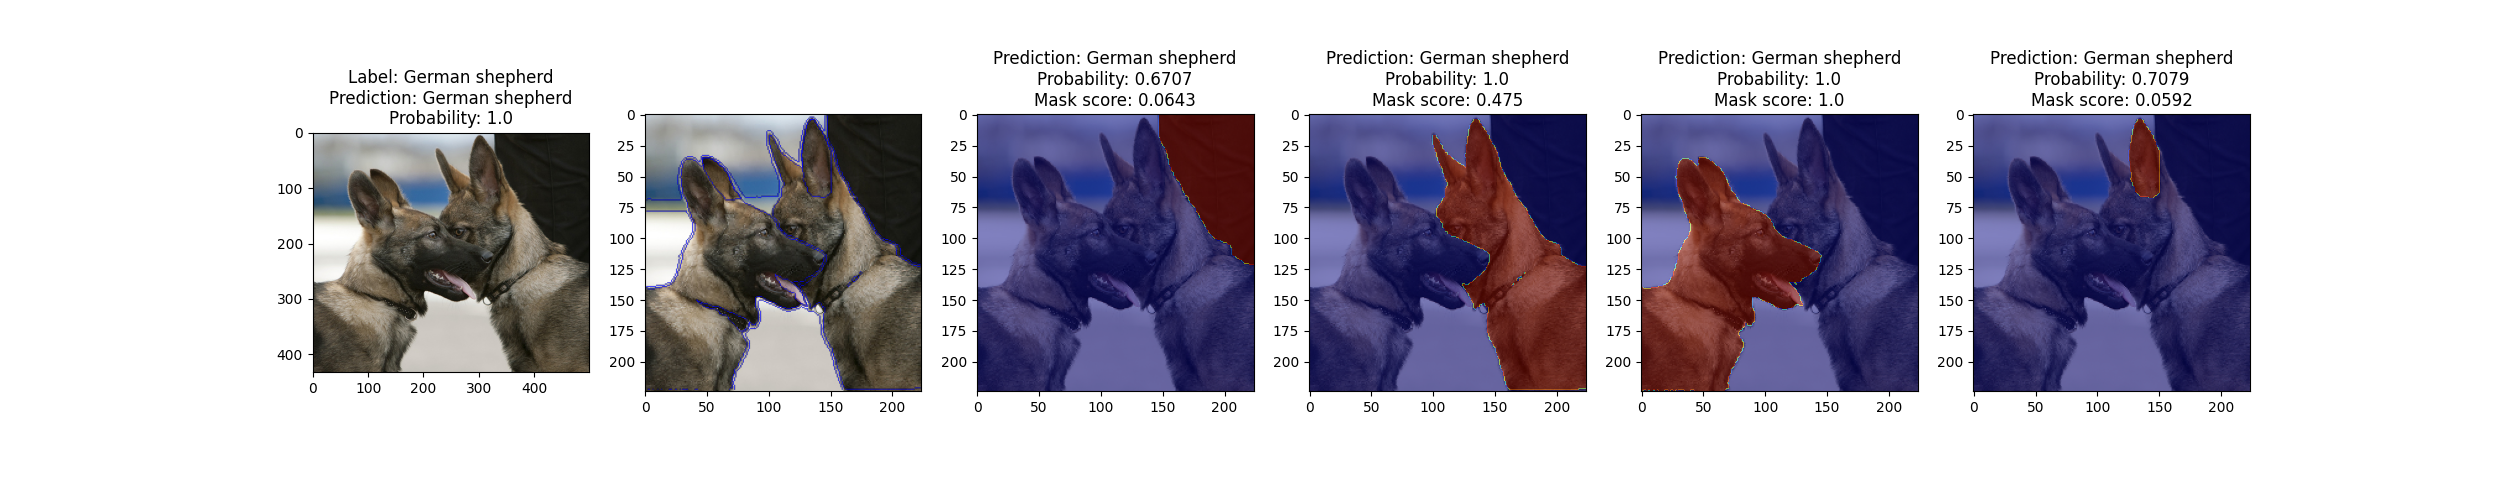 Label: German shepherd
Prediction: German shepherd
Probability: 1.0
0
100
200
300
400
0 100 200 300 400
0
25
50
75
100
125
150
175
200
0 50 100 150 200
Prediction: German shepherd
Probability: 0.6707
Mask score: 0.0643
0
25
50
75
100
125
150
175
200
0 50 100 150 200
Prediction: German shepherd
Probability: 1.0
Mask score: 0.475
0
25
50
75
100
125
150
175
200
0 50 100 150 200
Prediction: German shepherd
Probability: 1.0
Mask score: 1.0
0
25
50
75
100
125
150
175
200
0 50 100 150 200
Prediction: German shepherd
Probability: 0.7079
Mask score: 0.0592
0
25
50
75
100
125
150
175
200
0 50 100 150 200